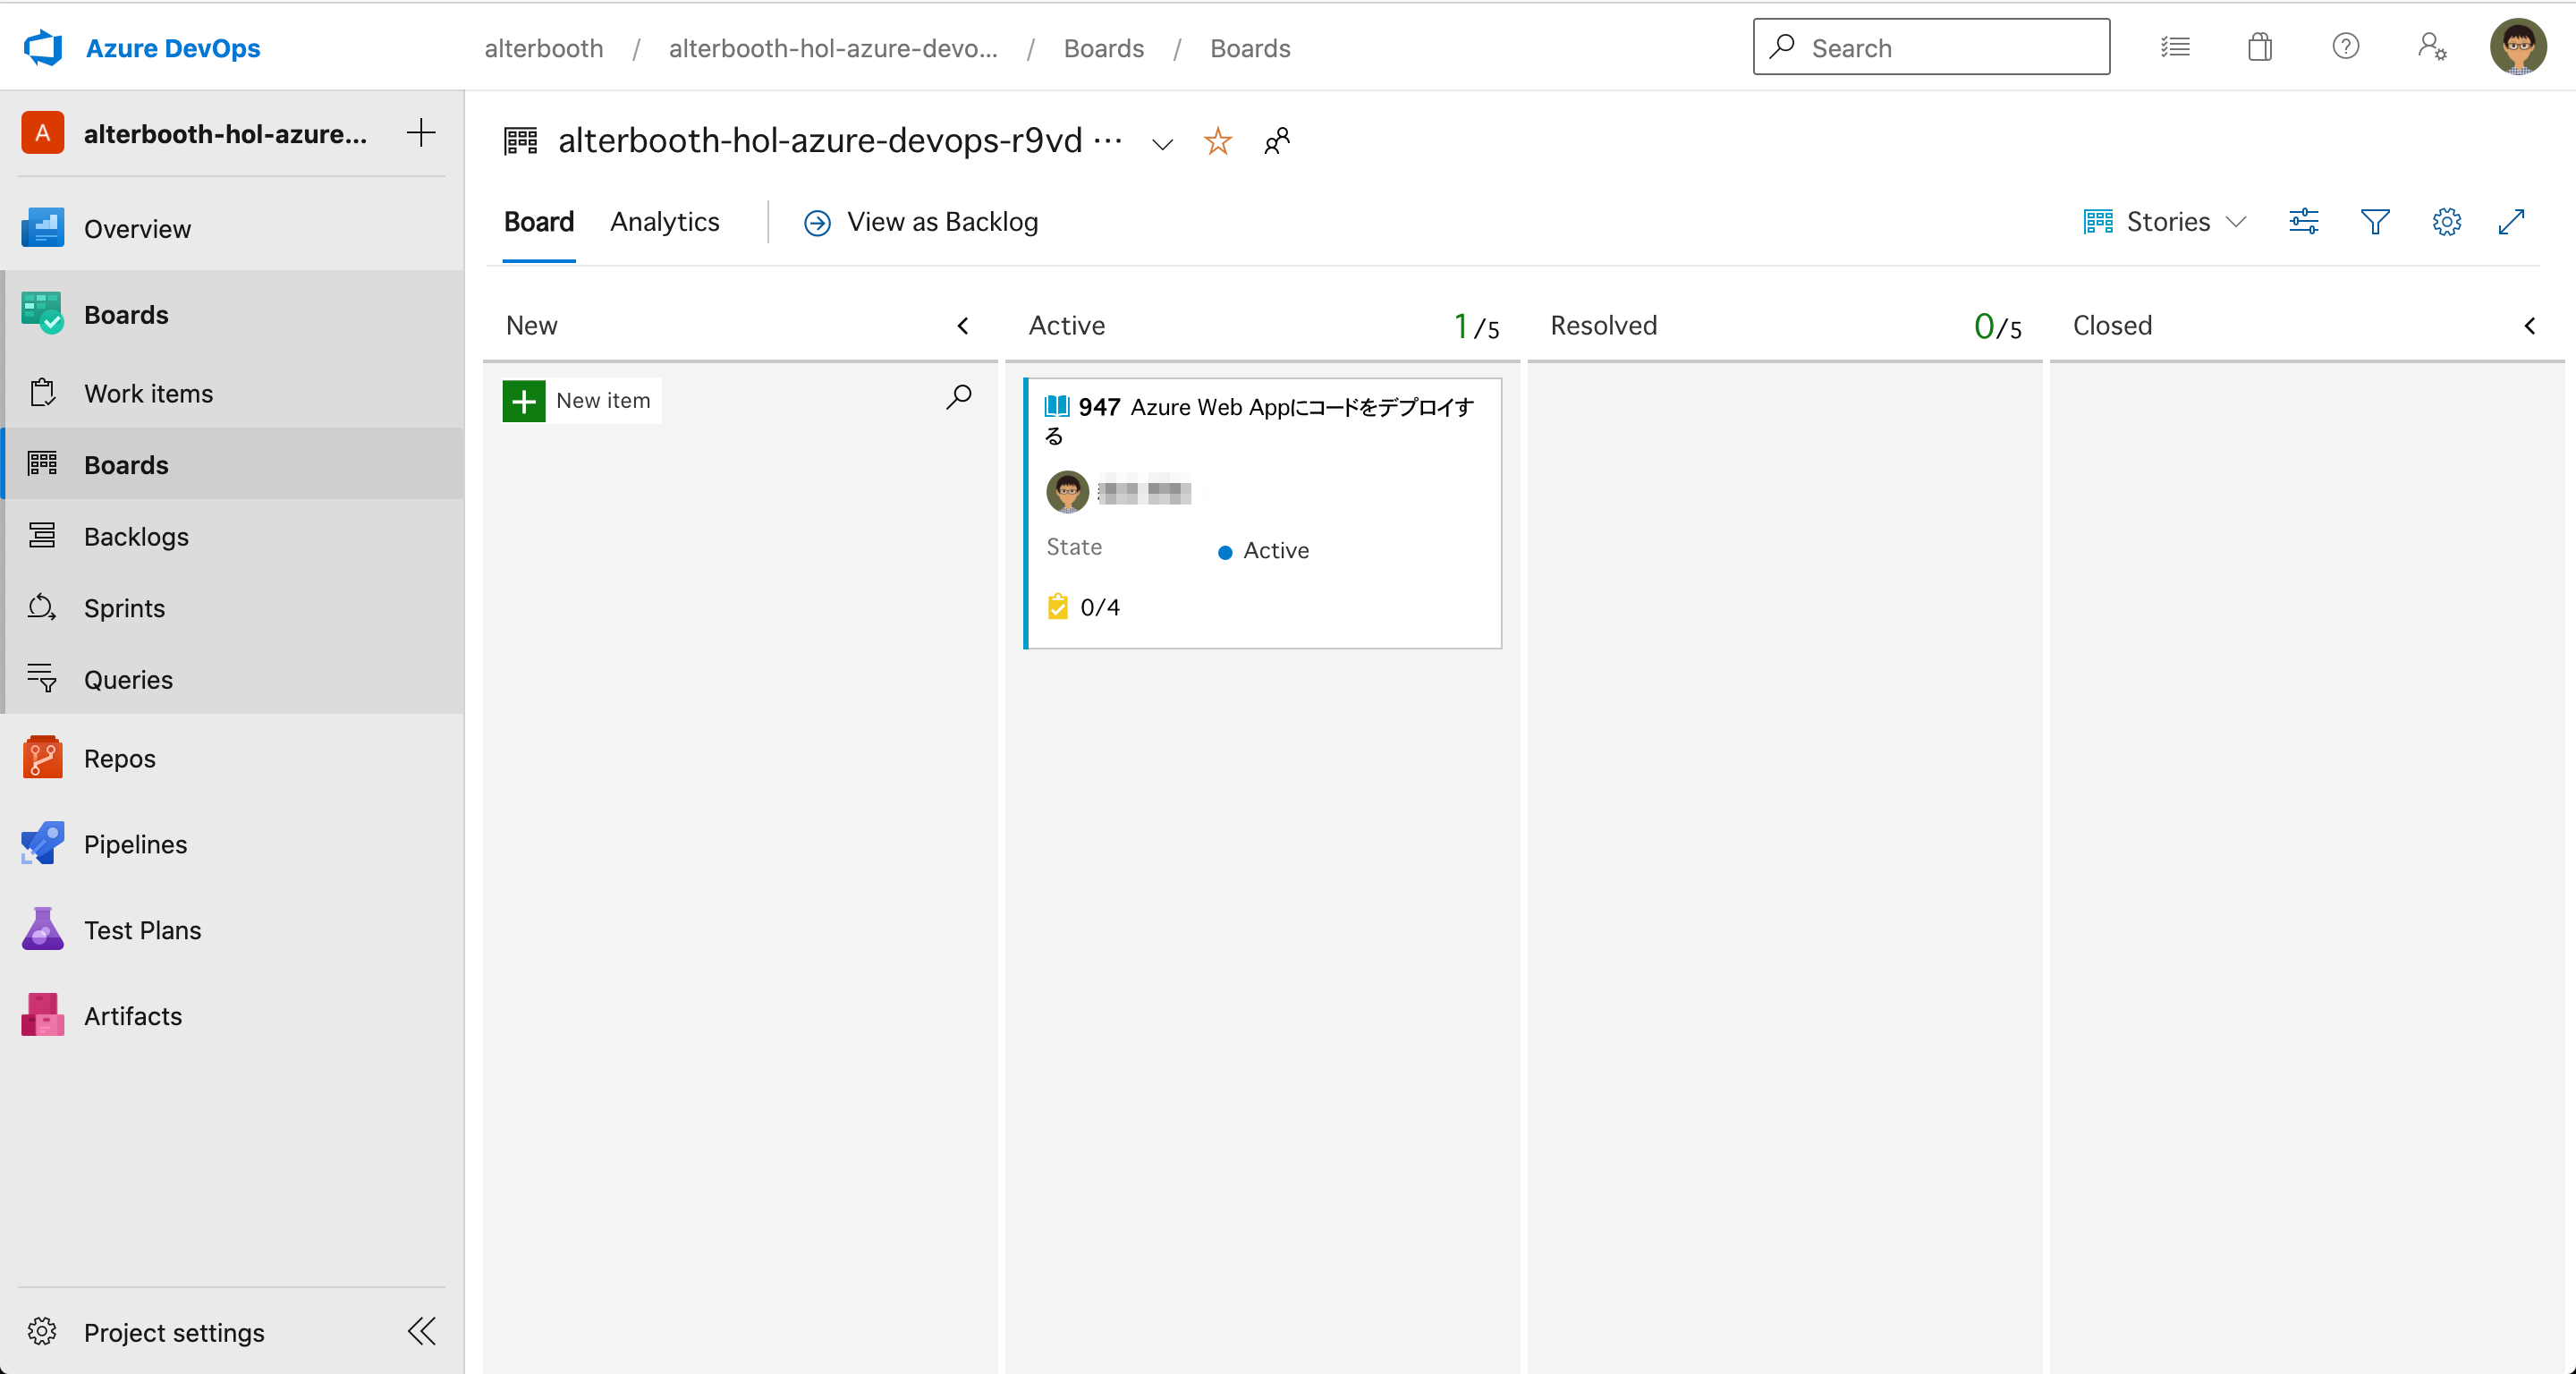 Azure DevOps
alterbooth / alterbooth-hol-azure-devo... / Boards / Boards
Search
A
alterbooth-hol-azure...
Overview
Boards
Work items
Boards
Backlogs
Sprints
Queries
Repos
Pipelines
Test Plans
Artifacts
Project settings
alterbooth-hol-azure-devops-r9vd ...
Board
Analytics
View as Backlog
Stories
New
Active
1/5
Resolved
0/5
Closed
New item
947 Azure Web Appにコードをデプロイす
る
State
Active
0/4